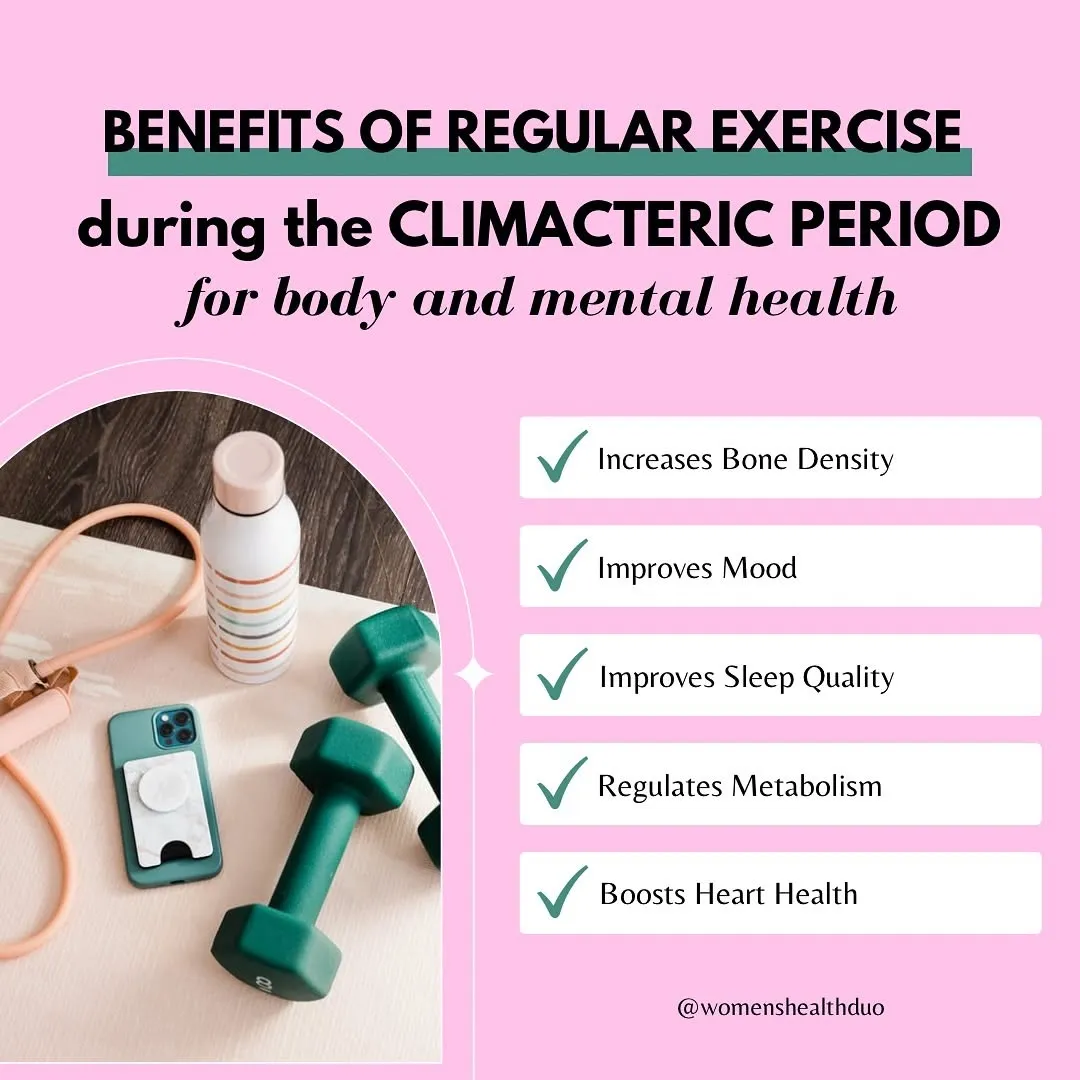 BENEFITS OF REGULAR EXERCISE
during the CLIMACTERIC PERIOD
for body and mental health
Increases Bone Density
Improves Mood
Improves Sleep Quality
Regulates Metabolism
Boosts Heart Health
@womenshealthduo